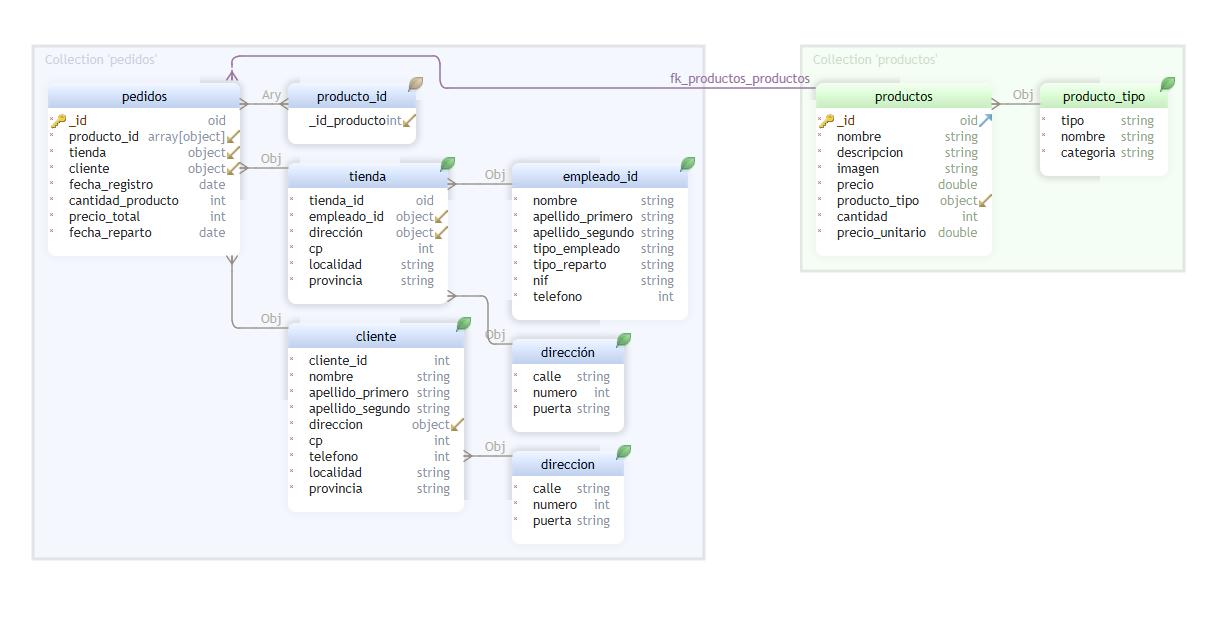 Collection 'pedidos'
pedidos
_id oid
producto_id array[object]
tienda object
cliente object
fecha_registro date
cantidad_producto int
precio_total int
fecha_reparto date
Ary
producto_id
_id_producto int
Obj
tienda
tienda_id oid
empleado_id object
dirección object
cp int
localidad string
provincia string
Obj
empleado_id
nombre string
apellido_primero string
apellido_segundo string
tipo_empleado string
tipo_reparto string
nif string
telefono int
Obj
cliente
cliente_id int
nombre string
apellido_primero string
apellido_segundo string
direccion object
cp int
telefono int
localidad string
provincia string
Obj
dirección
calle string
numero int
puerta string
Obj
direccion
calle string
numero int
puerta string
fk_productos_productos
Collection 'productos'
productos
_id oid
nombre string
descripcion string
imagen string
precio double
producto_tipo object
cantidad int
precio_unitario double
Obj
producto_tipo
tipo string
nombre string
categoria string